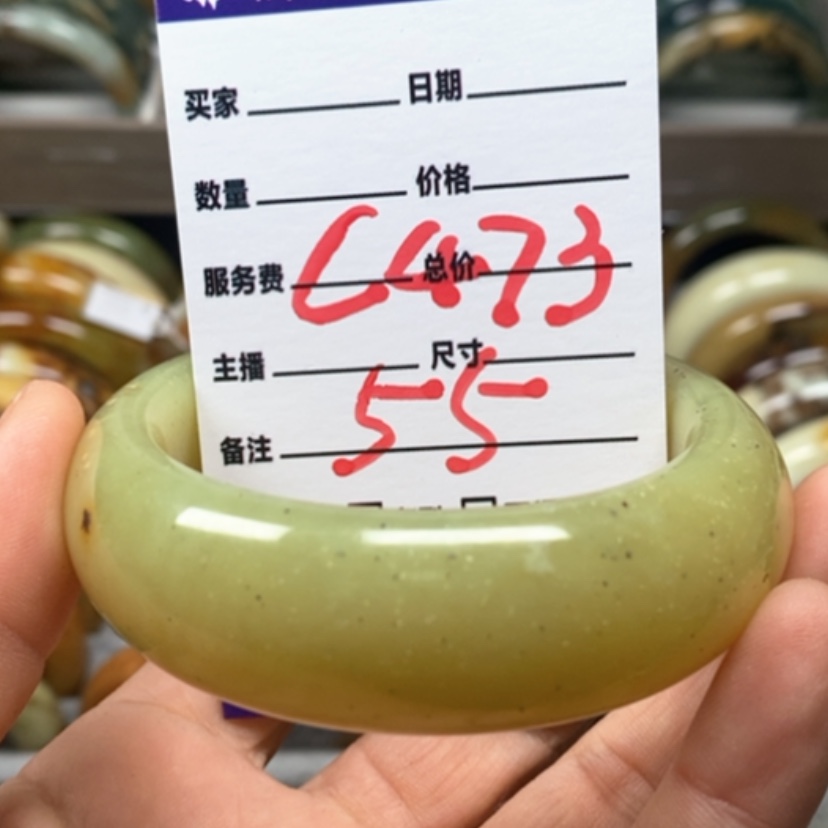 买家 日期
数量 价格
服务费 总价
C473
主播 尺寸
55
备注